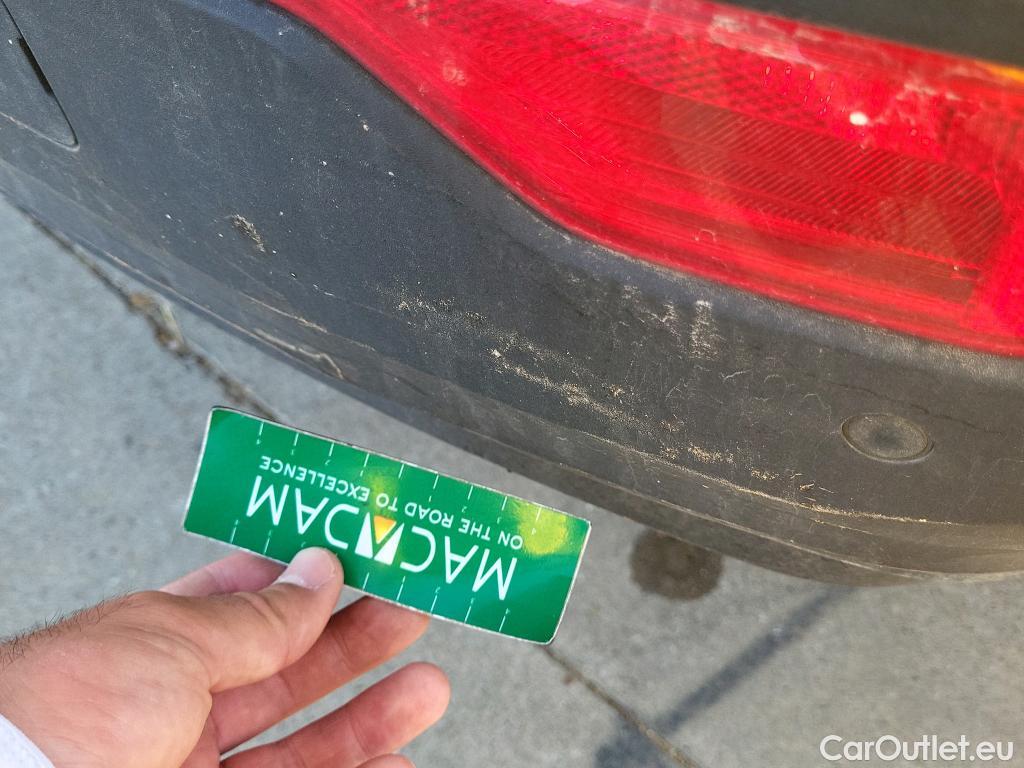 MACADAM
ON THE ROAD TO EXCELLENCE
CarOutlet.eu